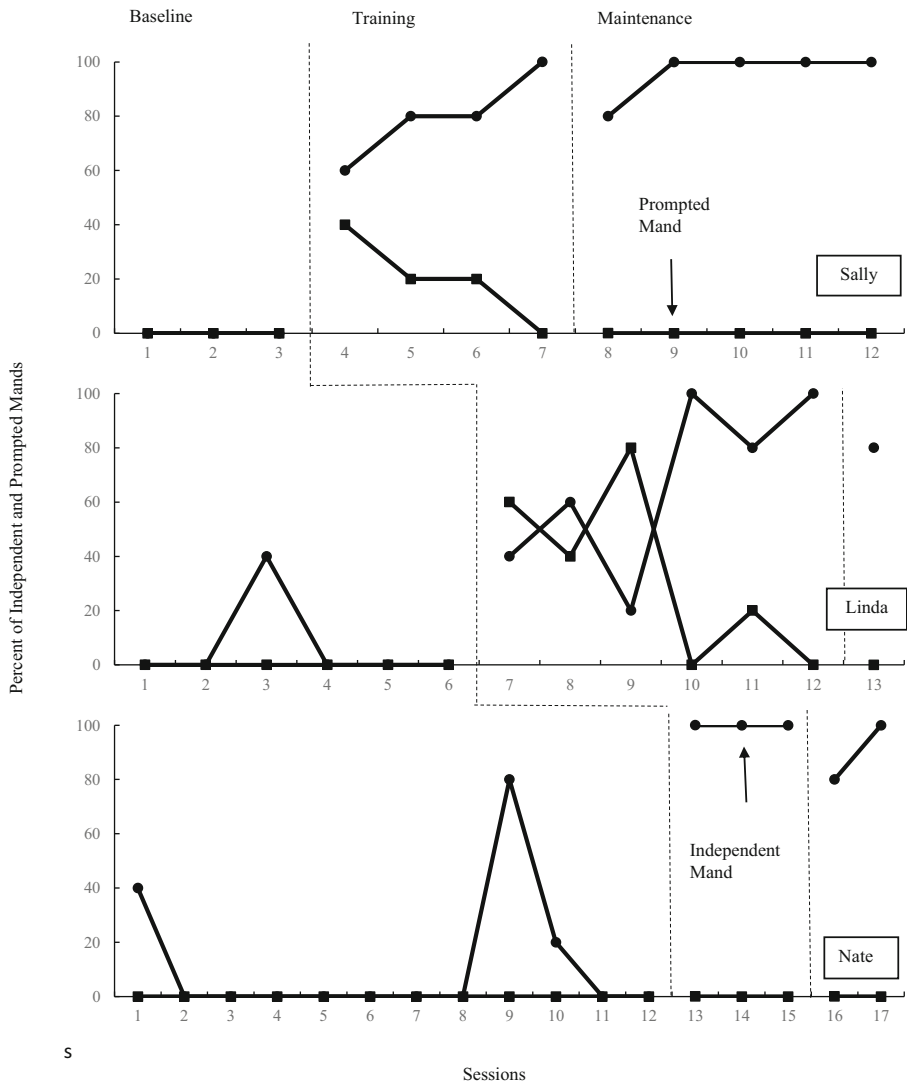 Baseline Training Maintenance
100
80
60
40
20
0
Prompted
Mand
Sally
1 2 3 4 5 6 7 8 9 10 11 12
Percent of Independent and Prompted Mands
100
80
60
40
20
0
Linda
1 2 3 4 5 6 7 8 9 10 11 12 13
100
80
60
40
20
0
Independent
Mand
Nate
1 2 3 4 5 6 7 8 9 10 11 12 13 14 15 16 17
s
Sessions